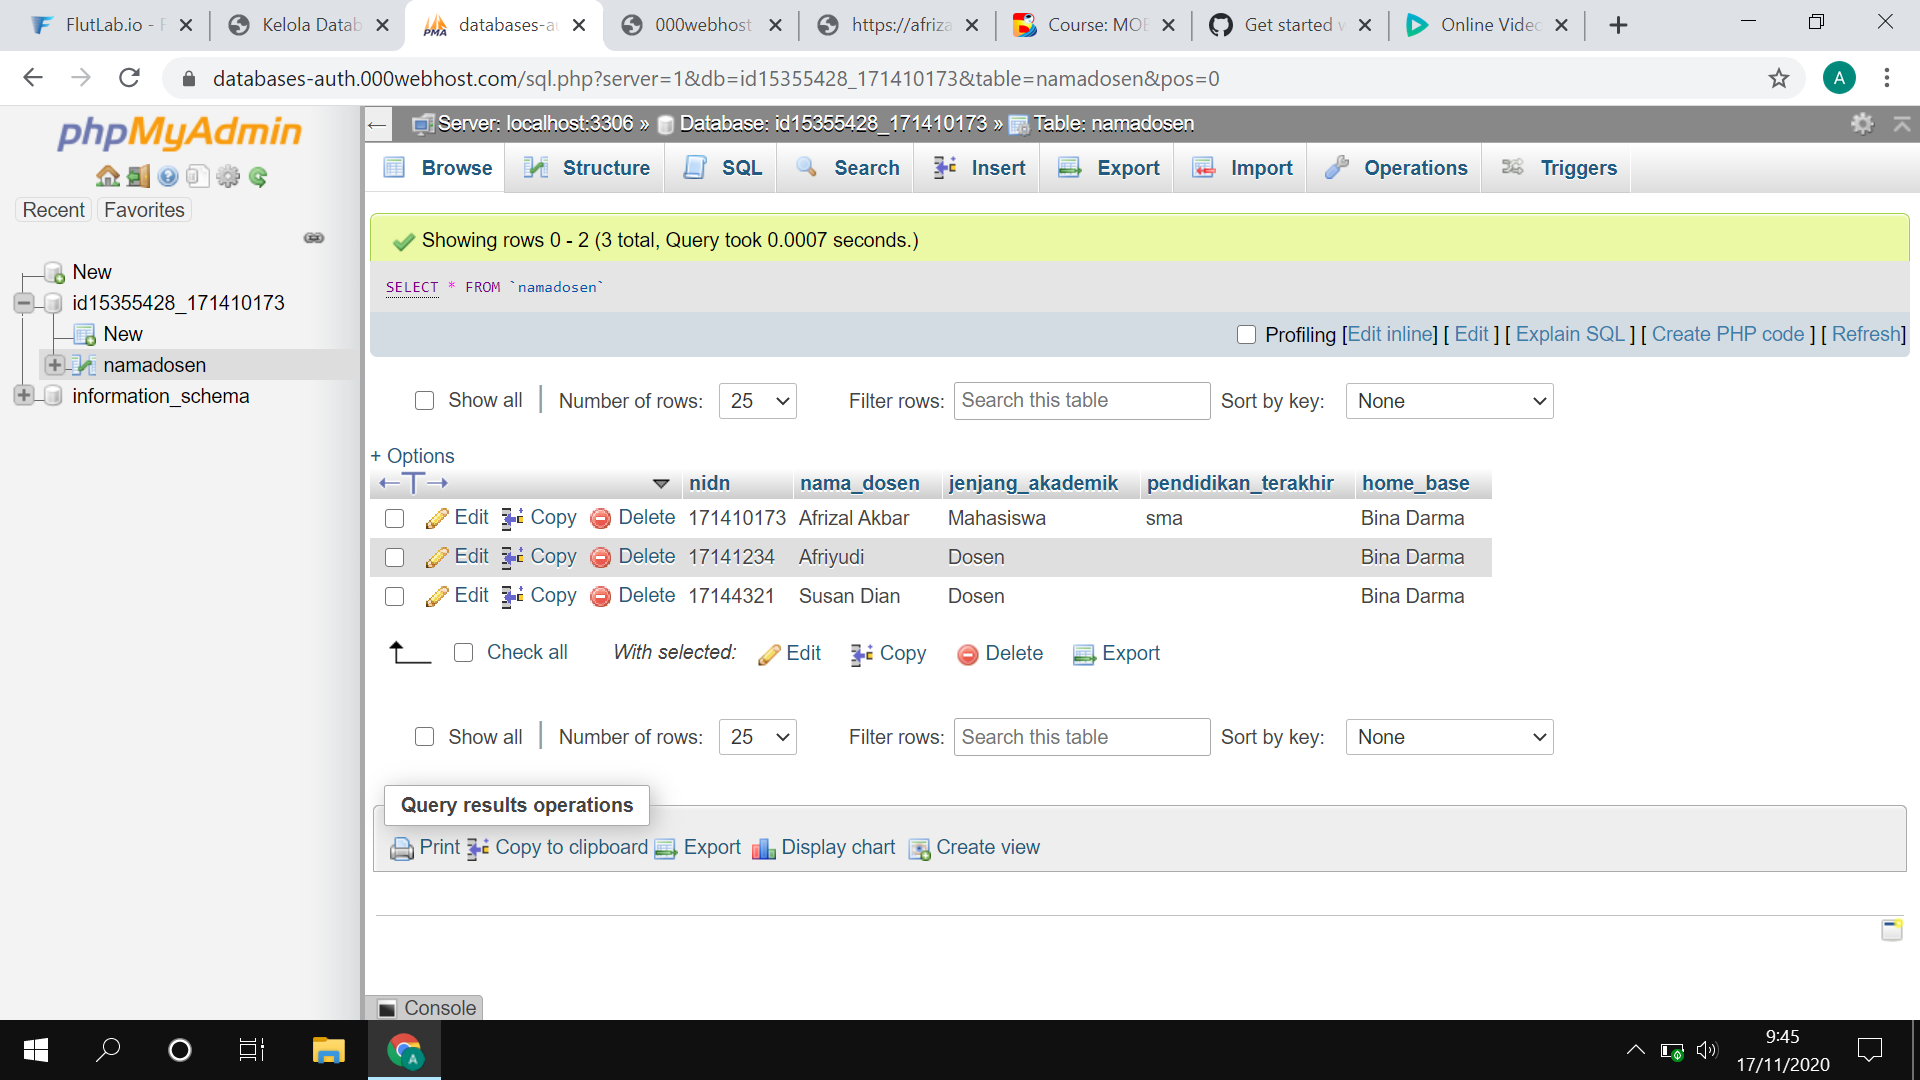 FlutLab.io - F
Kelola Datab
databases-au
000webhost
https://afriza
Course: MOB
Get started w
Online Video
databases-auth.000webhost.com/sql.php?server=1&db=id15355428_171410173&table=namadosen&pos=0
A
phpMyAdmin
Recent
Favorites
New
id15355428_171410173
New
namadosen
information_schema
Server: localhost:3306 » Database: id15355428_171410173 » Table: namadosen
Browse Structure SQL Search Insert Export Import Operations Triggers
Showing rows 0 - 2 (3 total, Query took 0.0007 seconds.)
SELECT * FROM `namadosen`
Profiling [Edit inline] [ Edit ] [ Explain SQL ] [ Create PHP code ] [ Refresh]
Show all Number of rows: 25 Filter rows: Search this table Sort by key: None
+ Options
nidn nama_dosen jenjang_akademik pendidikan_terakhir home_base
Edit Copy Delete 171410173 Afrizal Akbar Mahasiswa sma Bina Darma
Edit Copy Delete 17141234 Afriyudi Dosen Bina Darma
Edit Copy Delete 17144321 Susan Dian Dosen Bina Darma
Check all With selected: Edit Copy Delete Export
Show all Number of rows: 25 Filter rows: Search this table Sort by key: None
Query results operations
Print Copy to clipboard Export Display chart Create view
Console
9:45
17/11/2020